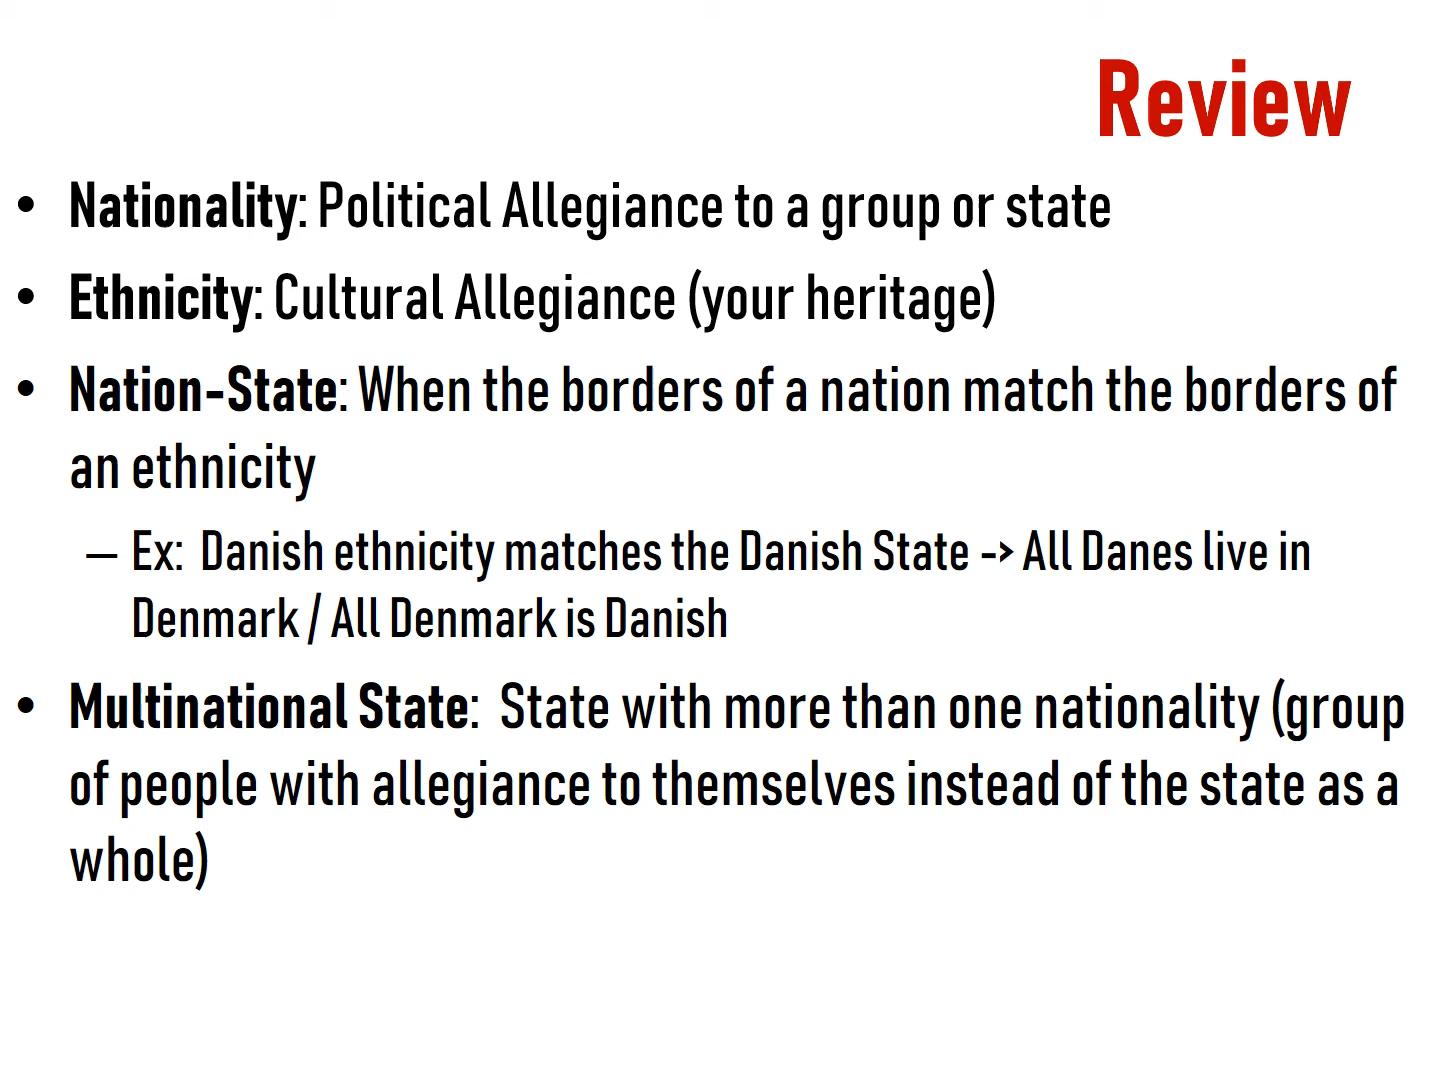 Review
• Nationality: Political Allegiance to a group or state
• Ethnicity: Cultural Allegiance (your heritage)
• Nation-State: When the borders of a nation match the borders of
an ethnicity
– Ex:  Danish ethnicity matches the Danish State -> All Danes live in
Denmark / All Denmark is Danish
• Multinational State:  State with more than one nationality (group
of people with allegiance to themselves instead of the state as a
whole)